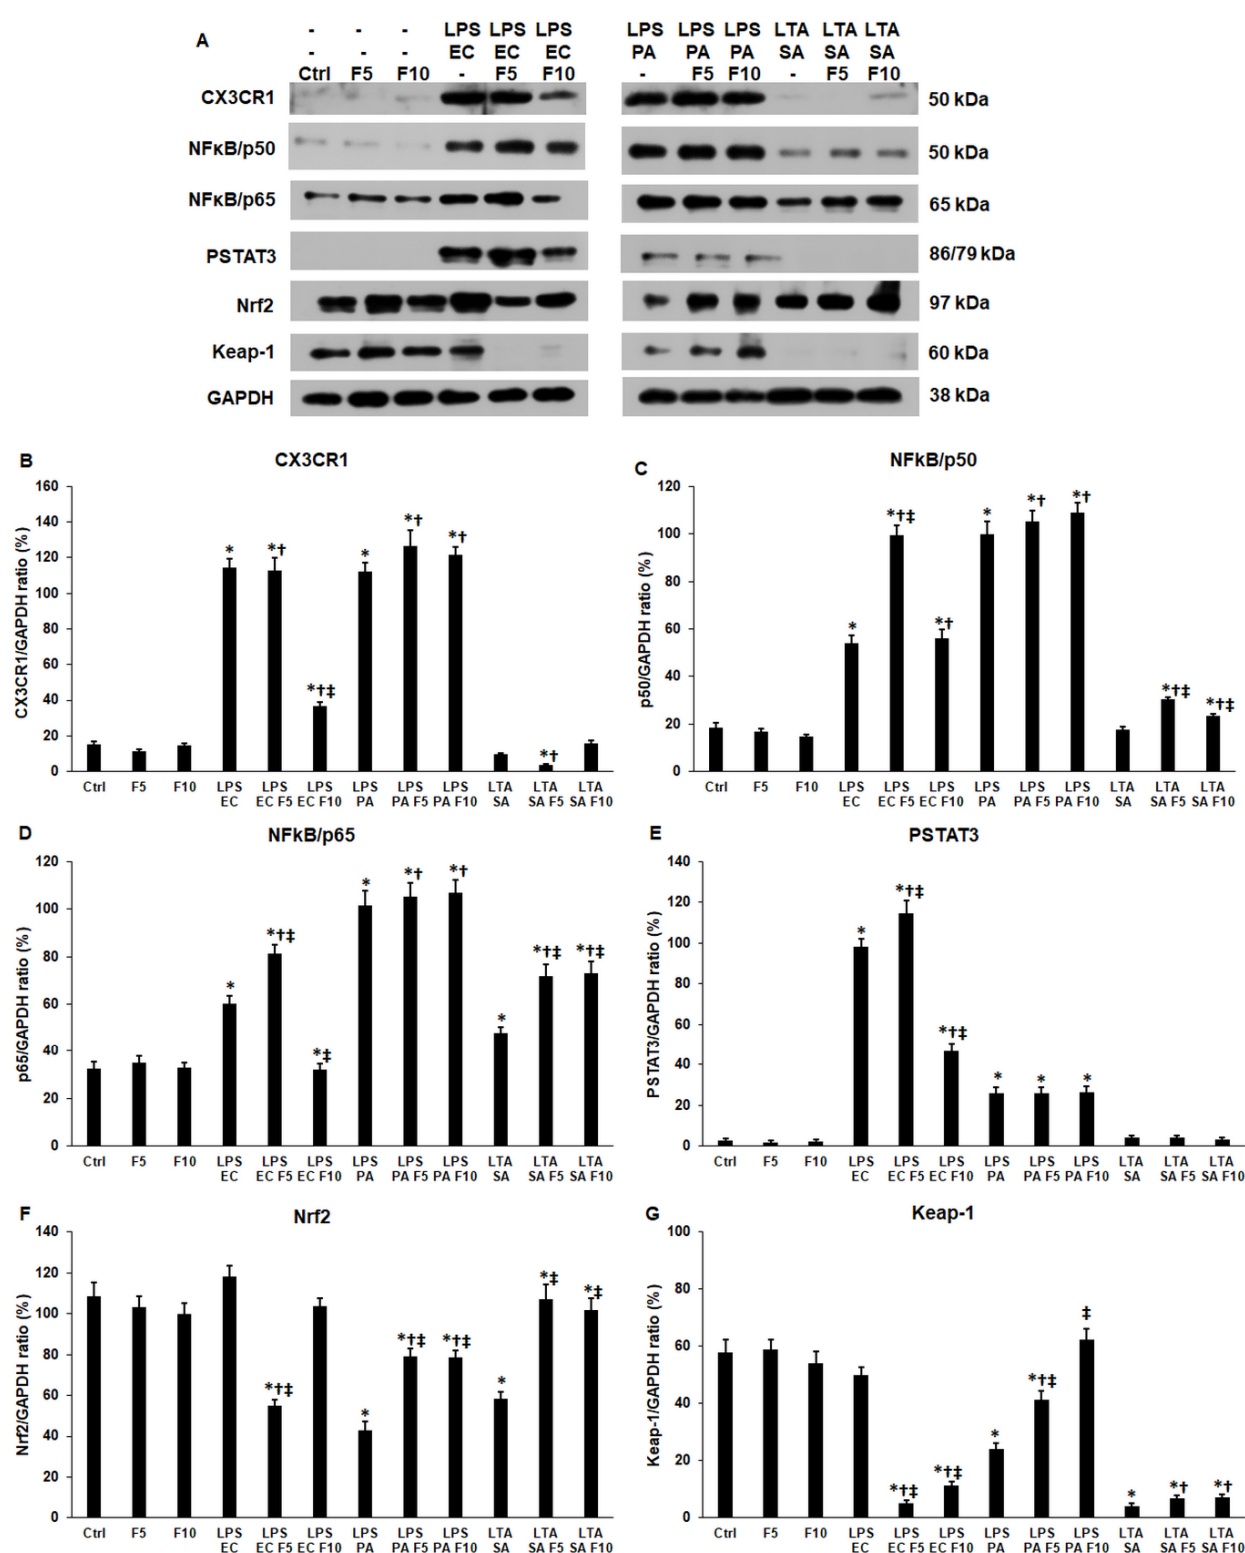 A
- - - LPS LPS LPS LPS LPS LPS LTA LTA LTA
- - - EC EC EC PA PA PA SA SA SA
Ctrl F5 F10 - F5 F10 - F5 F10 - F5 F10
CX3CR1 50 kDa
NFκB/p50 50 kDa
NFκB/p65 65 kDa
PSTAT3 86/79 kDa
Nrf2 97 kDa
Keap-1 60 kDa
GAPDH 38 kDa
B CX3CR1
CX3CR1/GAPDH ratio (%)
160
140
120
100
80
60
40
20
0
* *† *†‡ * *† *† *†
Ctrl F5 F10 LPS LPS LPS LPS LPS LPS LTA LTA LTA
EC EC F5 EC F10 PA PA F5 PA F10 SA SA F5 SA F10
C NFkB/p50
p50/GAPDH ratio (%)
120
100
80
60
40
20
0
* *†‡ *† * *† *† *†‡ *†‡
Ctrl F5 F10 LPS LPS LPS LPS LPS LPS LTA LTA LTA
EC EC F5 EC F10 PA PA F5 PA F10 SA SA F5 SA F10
D NFkB/p65
p65/GAPDH ratio (%)
120
100
80
60
40
20
0
* *†‡ *‡ * *† *† * *†‡ *†‡
Ctrl F5 F10 LPS LPS LPS LPS LPS LPS LTA LTA LTA
EC EC F5 EC F10 PA PA F5 PA F10 SA SA F5 SA F10
E PSTAT3
PSTAT3/GAPDH ratio (%)
140
120
100
80
60
40
20
0
* *†‡ *†‡ * * *
Ctrl F5 F10 LPS LPS LPS LPS LPS LPS LTA LTA LTA
EC EC F5 EC F10 PA PA F5 PA F10 SA SA F5 SA F10
F Nrf2
Nrf2/GAPDH ratio (%)
140
120
100
80
60
40
20
0
*†‡ * *†‡ *†‡ * *‡ *‡
Ctrl F5 F10 LPS LPS LPS LPS LPS LPS LTA LTA LTA
EC EC F5 EC F10 PA PA F5 PA F10 SA SA F5 SA F10
G Keap-1
Keap-1/GAPDH ratio (%)
100
80
60
40
20
0
*†‡ *†‡ * *†‡ ‡ * *† *†
Ctrl F5 F10 LPS LPS LPS LPS LPS LPS LTA LTA LTA
EC EC F5 EC F10 PA PA F5 PA F10 SA SA F5 SA F10